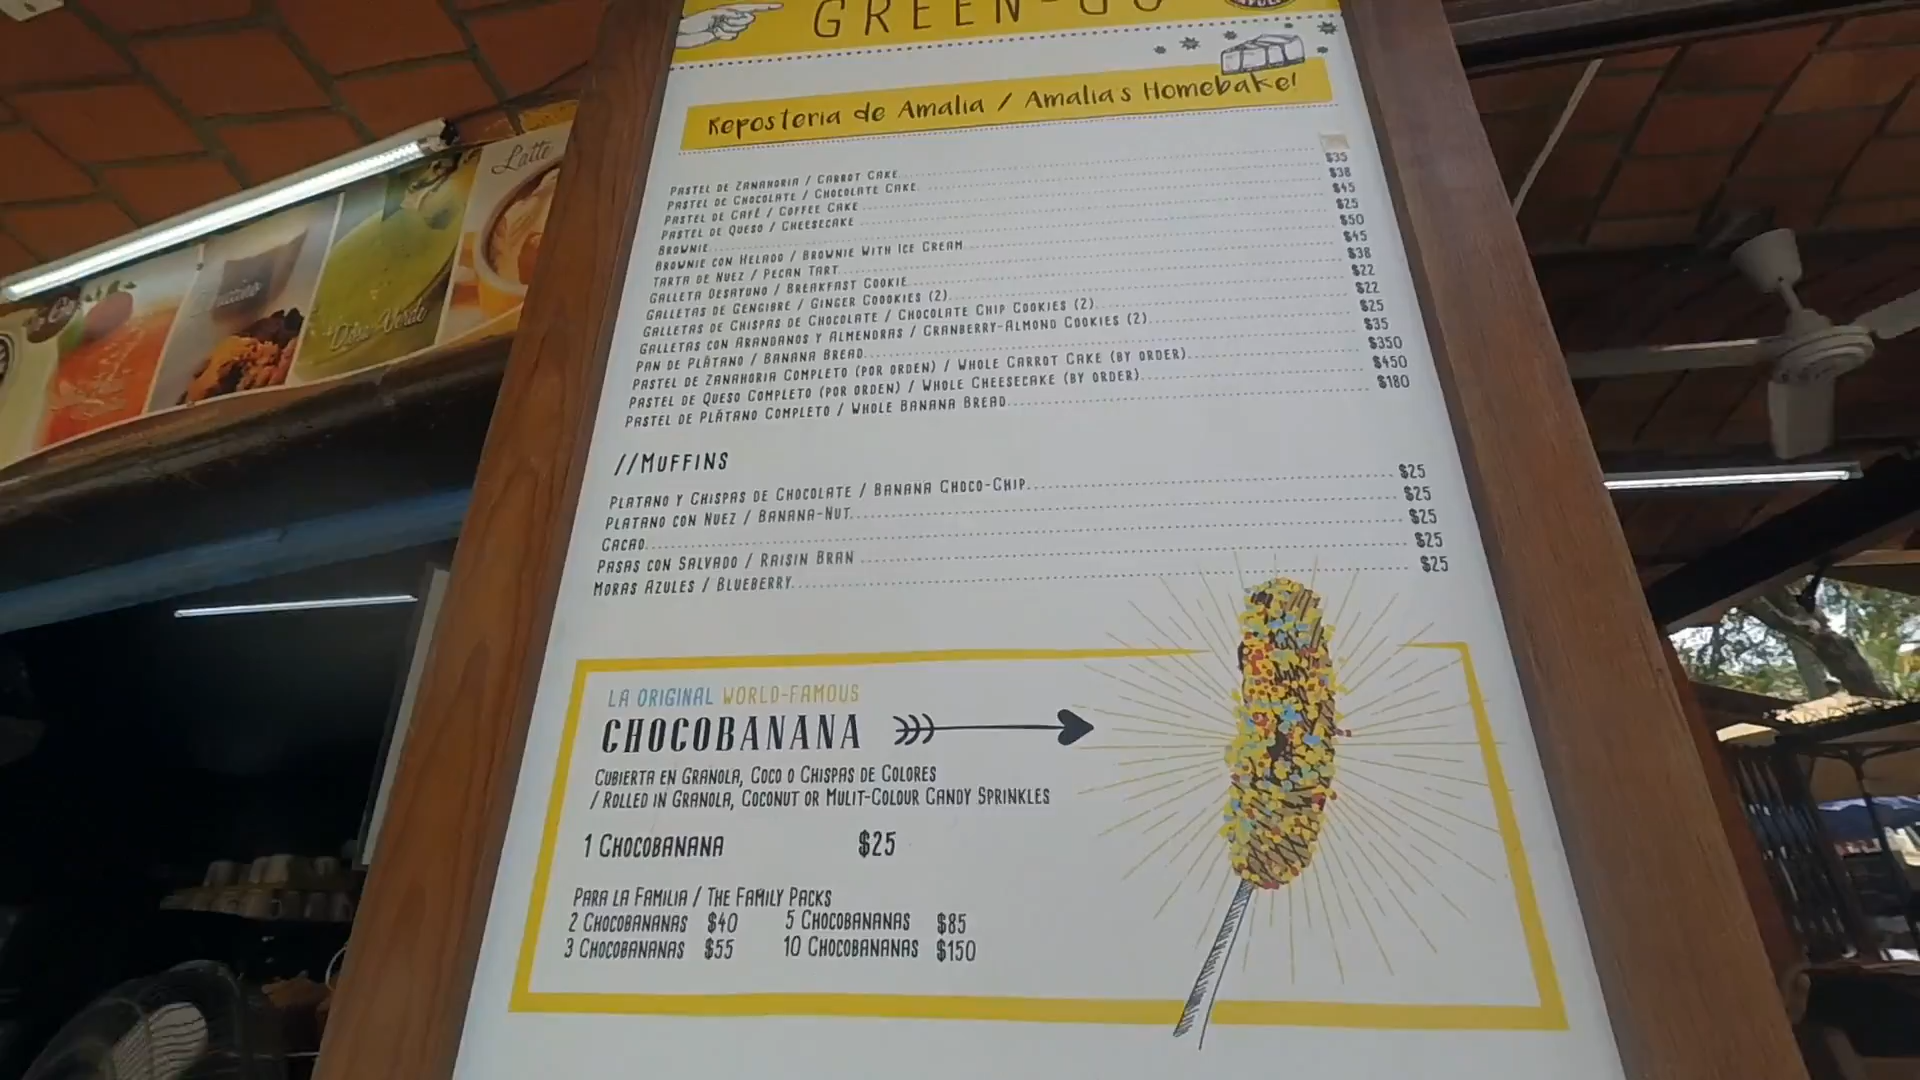 GREEN-GO
Repostería de Amalia / Amalia's Homebake!
PASTEL DE ZANAHORIA / CARROT CAKE
PASTEL DE CHOCOLATE / CHOCOLATE CAKE $35
PASTEL DE CAFÉ / COFFEE CAKE $38
PASTEL DE QUESO / CHEESECAKE $45
BROWNIE $25
BROWNIE CON HELADO / BROWNIE WITH ICE CREAM $50
TARTA DE NUEZ / PECAN TART $45
GALLETA DESAYUNO / BREAKFAST COOKIE $38
GALLETAS DE GENGIBRE / GINGER COOOKIES (2) $22
GALLETAS DE CHISPAS DE CHOCOLATE / CHOCOLATE CHIP COOKIES (2) $22
GALLETAS CON ARANDANOS Y ALMENDRAS / CRANBERRY-ALMOND COOKIES (2) $25
PAN DE PLÁTANO / BANANA BREAD $35
PASTEL DE ZANAHORIA COMPLETO (POR ORDEN) / WHOLE CARROT CAKE (BY ORDER) $350
PASTEL DE QUESO COMPLETO (POR ORDEN) / WHOLE CHEESECAKE (BY ORDER) $450
PASTEL DE PLÁTANO COMPLETO / WHOLE BANANA BREAD $180
//MUFFINS
PLATANO Y CHISPAS DE CHOCOLATE / BANANA CHOCO-CHIP $25
PLATANO CON NUEZ / BANANA-NUT $25
CACAO $25
PASAS CON SALVADO / RAISIN BRAN $25
MORAS AZULES / BLUEBERRY $25
LA ORIGINAL WORLD-FAMOUS
CHOCOBANANA
CUBIERTA EN GRANOLA, COCO O CHISPAS DE COLORES
/ ROLLED IN GRANOLA, COCONUT OR MULIT-COLOUR CANDY SPRINKLES
1 CHOCOBANANA $25
PARA LA FAMILIA / THE FAMILY PACKS
2 CHOCOBANANAS $40 5 CHOCOBANANAS $85
3 CHOCOBANANAS $55 10 CHOCOBANANAS $150
Latte
Verde